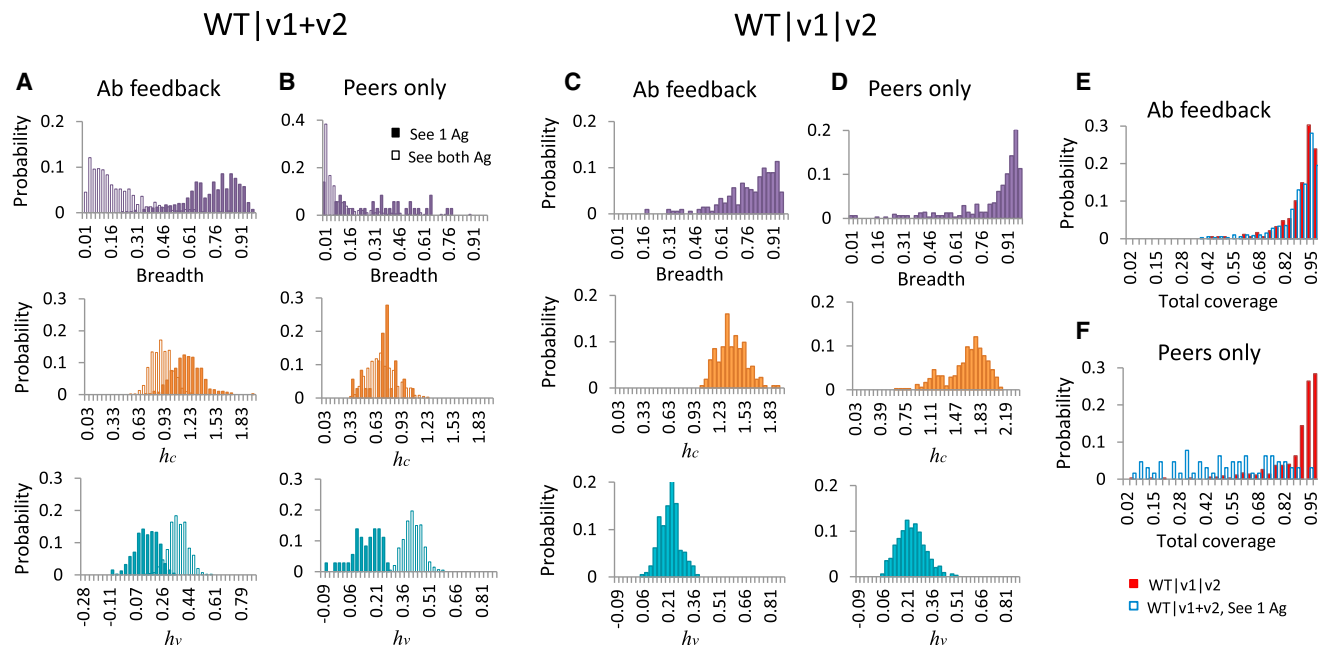 WT|v1+v2
WT|v1|v2
A
Ab feedback
B
Peers only
C
Ab feedback
D
Peers only
E
Ab feedback
Probability
0.2
0.1
0
0.01 0.16 0.31 0.46 0.61 0.76 0.91
Breadth
0.4
0.2
0
See 1 Ag
See both Ag
0.01 0.16 0.31 0.46 0.61 0.76 0.91
Breadth
Probability
0.2
0.1
0
0.01 0.16 0.31 0.46 0.61 0.76 0.91
Breadth
0.2
0.1
0
0.01 0.16 0.31 0.46 0.61 0.76 0.91
Breadth
Probability
0.3
0.2
0.1
0
0.02 0.15 0.28 0.42 0.55 0.68 0.82 0.95
Total coverage
Probability
0.3
0.2
0.1
0
0.03 0.33 0.63 0.93 1.23 1.53 1.83
hc
0.3
0.2
0.1
0
0.03 0.33 0.63 0.93 1.23 1.53 1.83
hc
Probability
0.2
0.1
0
0.03 0.33 0.63 0.93 1.23 1.53 1.83
hc
0.2
0.1
0
0.03 0.39 0.75 1.11 1.47 1.83 2.19
hc
F
Peers only
Probability
0.3
0.2
0.1
0
0.02 0.15 0.28 0.42 0.55 0.68 0.82 0.95
Total coverage
WT|v1|v2
WT|v1+v2, See 1 Ag
Probability
0.3
0.2
0.1
0
-0.28 -0.11 0.07 0.26 0.44 0.61 0.79
hv
0.3
0.2
0.1
0
-0.09 0.06 0.21 0.36 0.51 0.66 0.81
hv
Probability
0.2
0.1
0
-0.09 0.06 0.21 0.36 0.51 0.66 0.81
hv
0.2
0.1
0
-0.09 0.06 0.21 0.36 0.51 0.66 0.81
hv